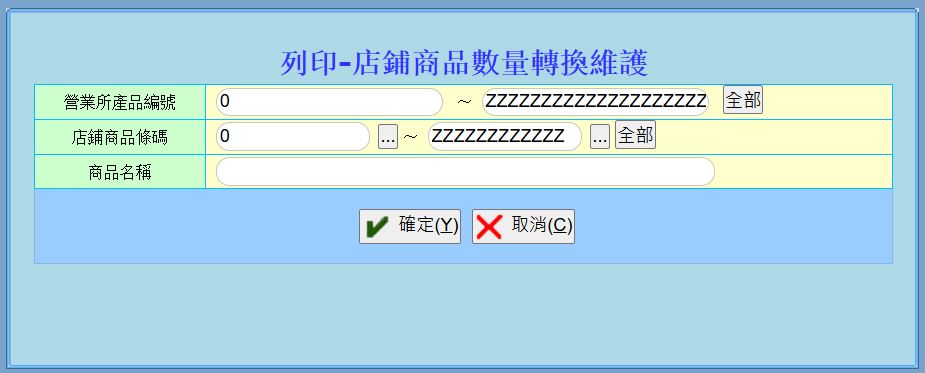 列印-店鋪商品數量轉換維護
營業所產品編號 0 ～ ZZZZZZZZZZZZZZZZZZZZ 全部
店鋪商品條碼 0 ... ～ ZZZZZZZZZZZZ ... 全部
商品名稱
確定(Y) 取消(C)